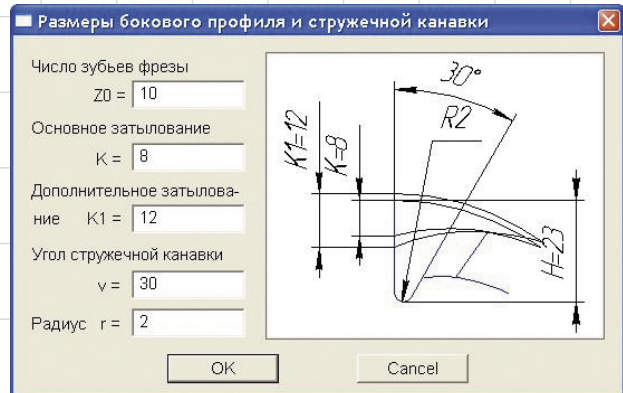 Размеры бокового профиля и стружечной канавки
Число зубьев фрезы
Z0 = 10
Основное затылование
K = 8
Дополнительное затылова-
ние K1 = 12
Угол стружечной канавки
v = 30
Радиус r = 2
30°
R2
K1=12
K=8
H=23
OK
Cancel